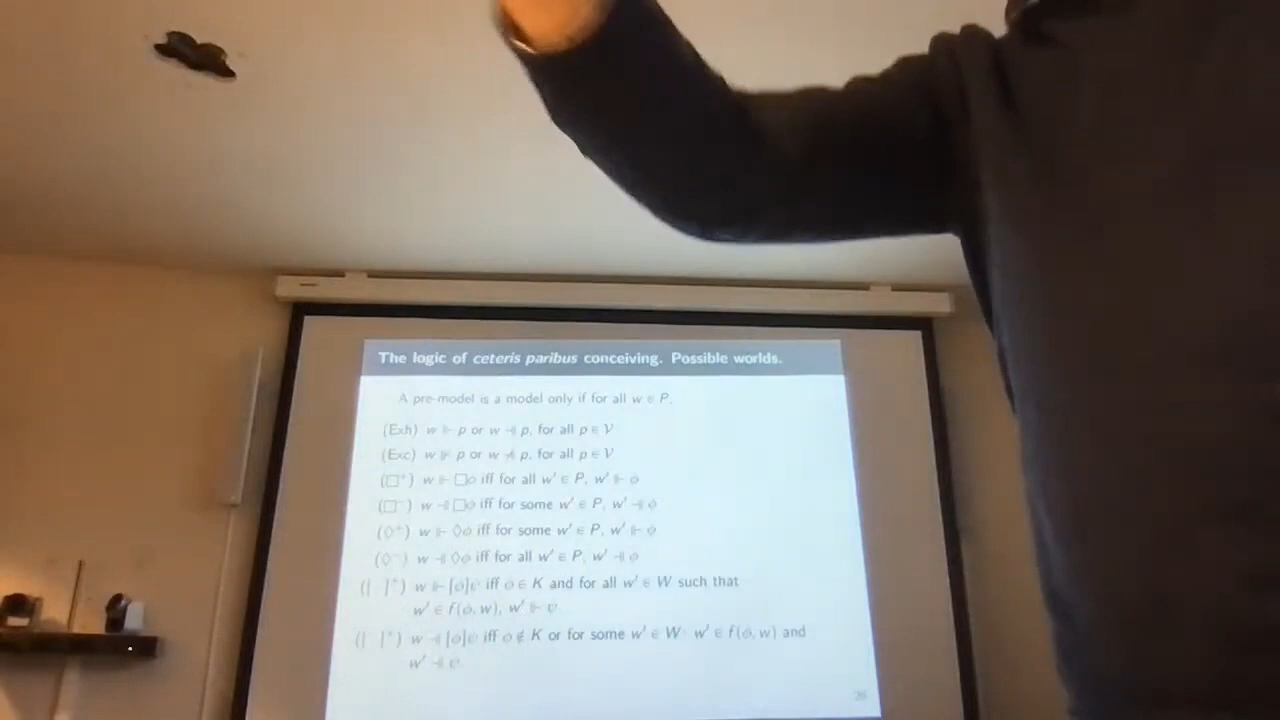 The logic of ceteris paribus conceiving. Possible worlds.
A pre-model is a model only if for all w ∈ P,
(Exh) w ⊩ p or w ⫣ p, for all p ∈ V
(Exc) w ⊮ p or w ⫣̸ p, for all p ∈ V
(□⁺) w ⊩ □φ iff for all w′ ∈ P, w′ ⊩ φ
(□⁻) w ⫣ □φ iff for some w′ ∈ P, w′ ⫣ φ
(◊⁺) w ⊩ ◊φ iff for some w′ ∈ P, w′ ⊩ φ
(◊⁻) w ⫣ ◊φ iff for all w′ ∈ P, w′ ⫣ φ
([ ]⁺) w ⊩ [φ]ψ iff φ ∈ K and for all w′ ∈ W such that
w′ ∈ f(φ, w), w′ ⊩ ψ
([ ]⁺) w ⫣ [φ]ψ iff φ ∉ K or for some w′ ∈ W: w′ ∈ f(φ, w) and
w′ ⫣ ψ